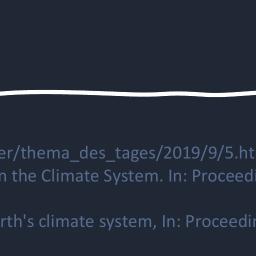 er/thema_des_tages/2019/9/5.ht
n the Climate System. In: Proceedi
rth's climate system, In: Proceedin